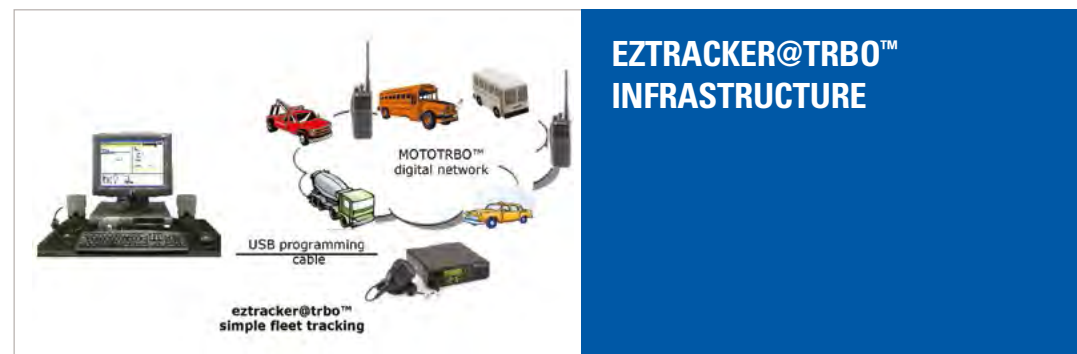 EZTRACKER@TRBO™
INFRASTRUCTURE
MOTOTRBO™
digital network
USB programming
cable
eztracker@trbo™
simple fleet tracking